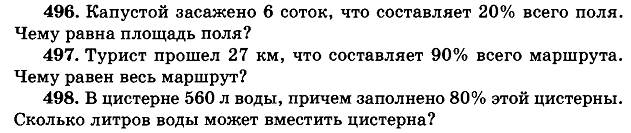 496. Капустой засажено 6 соток, что составляет 20% всего поля.
Чему равна площадь поля?
497. Турист прошел 27 км, что составляет 90% всего маршрута.
Чему равен весь маршрут?
498. В цистерне 560 л воды, причем заполнено 80% этой цистерны.
Сколько литров воды может вместить цистерна?